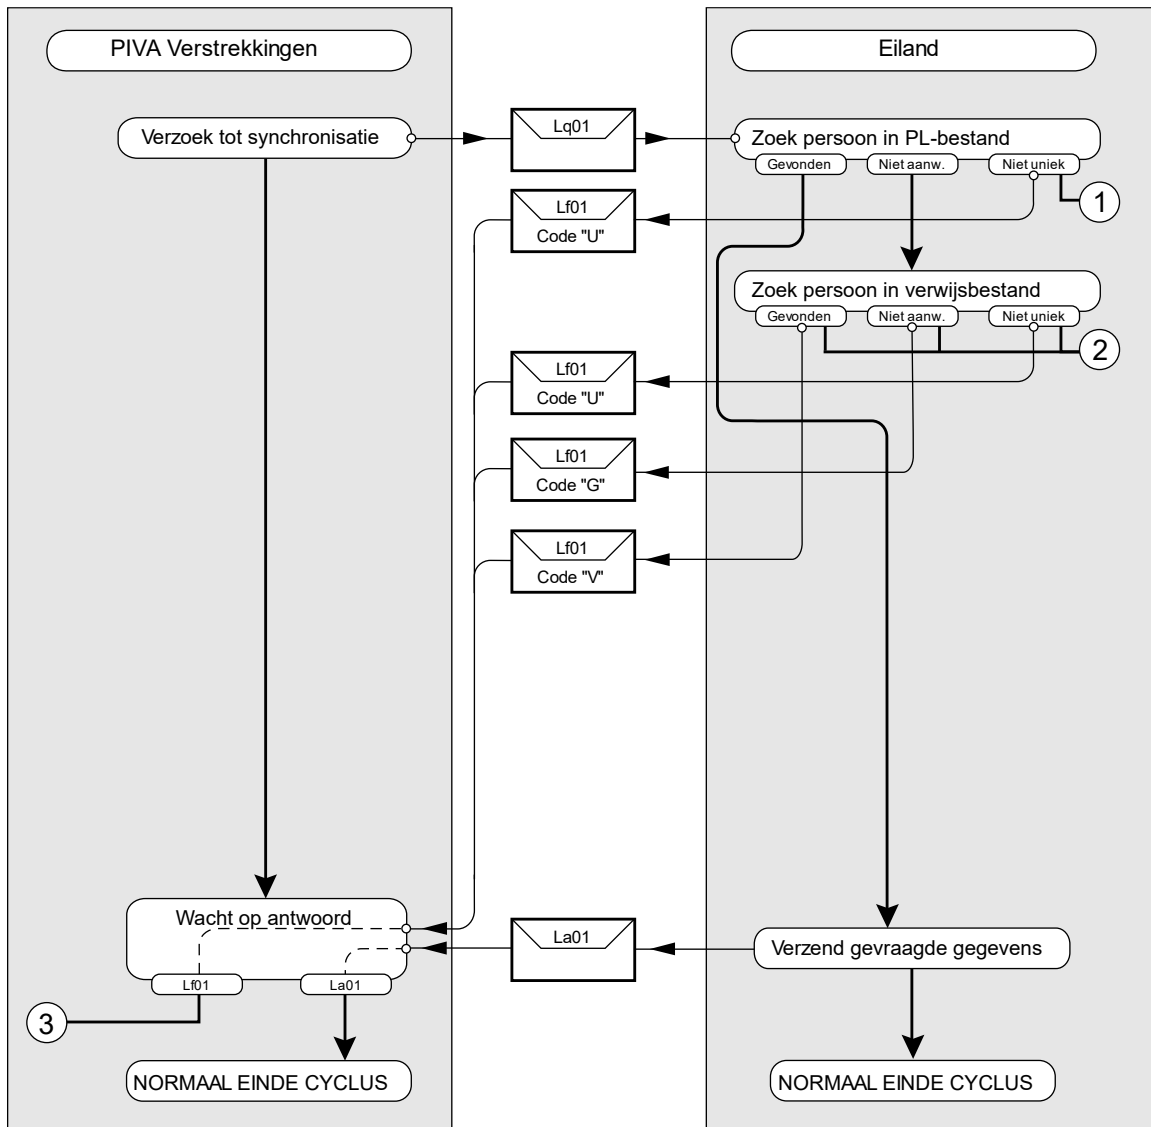 PIVA Verstrekkingen
Eiland
Verzoek tot synchronisatie
Lq01
Zoek persoon in PL-bestand
Gevonden
Niet aanw.
Niet uniek
1
Lf01
Code "U"
Zoek persoon in verwijsbestand
Gevonden
Niet aanw.
Niet uniek
2
Lf01
Code "U"
Lf01
Code "G"
Lf01
Code "V"
Wacht op antwoord
La01
Verzend gevraagde gegevens
Lf01
La01
3
NORMAAL EINDE CYCLUS
NORMAAL EINDE CYCLUS